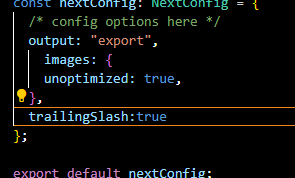 const nextConfig: NextConfig = {
/* config options here */
output: "export",
images: {
unoptimized: true,
},
trailingSlash:true
};
export default nextConfig;